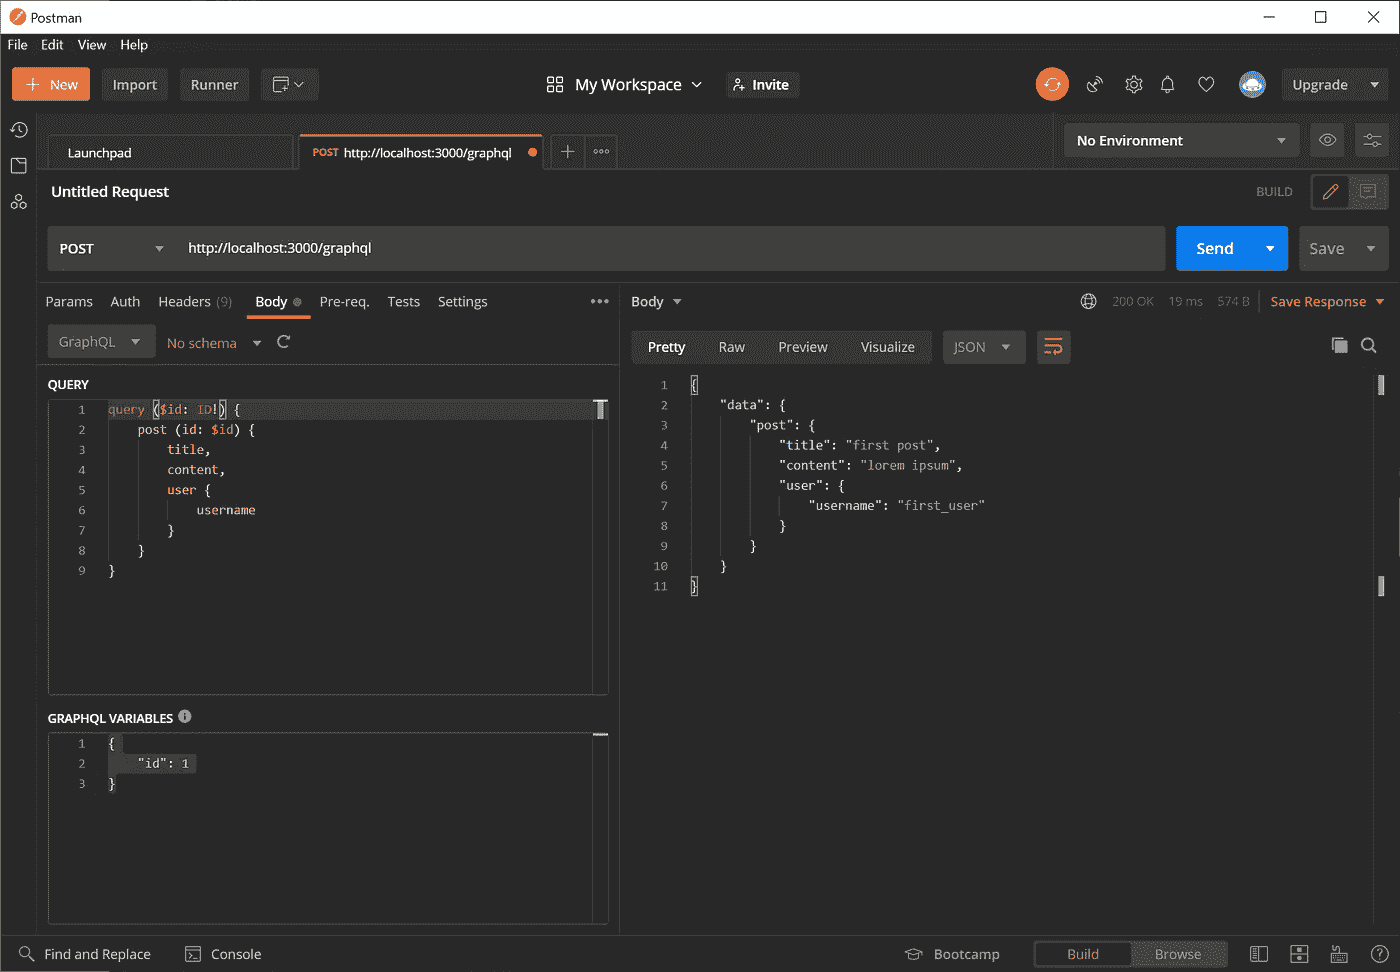 Postman
File Edit View Help
New Import Runner My Workspace Invite Upgrade
Launchpad POST http://localhost:3000/graphql No Environment
Untitled Request BUILD
POST http://localhost:3000/graphql Send Save
Params Auth Headers (9) Body Pre-req. Tests Settings
Body 200 OK 19 ms 574 B Save Response
GraphQL No schema
Pretty Raw Preview Visualize JSON
QUERY
1 query ($id: ID!) {
2 post (id: $id) {
3 title,
4 content,
5 user {
6 username
7 }
8 }
9 }
GRAPHQL VARIABLES
1 {
2 "id": 1
3 }
1 {
2 "data": {
3 "post": {
4 "title": "first post",
5 "content": "lorem ipsum",
6 "user": {
7 "username": "first_user"
8 }
9 }
10 }
11 }
Find and Replace Console Bootcamp Build Browse